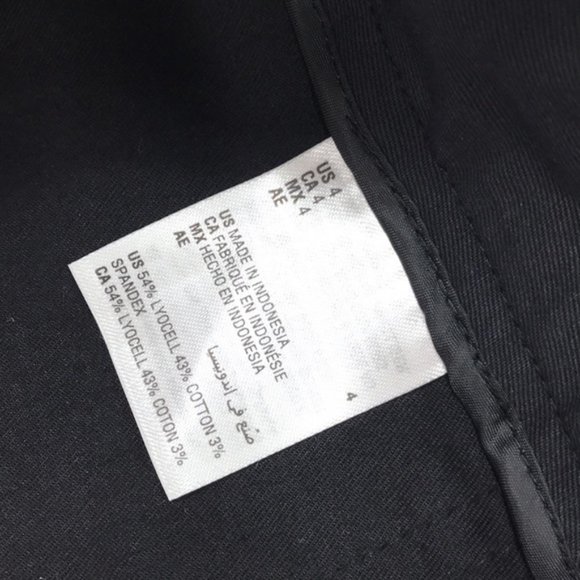 US 4
CA 4
MX 4
AE
US MADE IN INDONESIA
CA FABRIQUÉ EN INDONÉSIE
MX HECHO EN INDONESIA
AE
صنع في اندونيسيا
4
US 54% LYOCELL 43% COTTON 3%
SPANDEX
CA 54% LYOCELL 43% COTON 3%